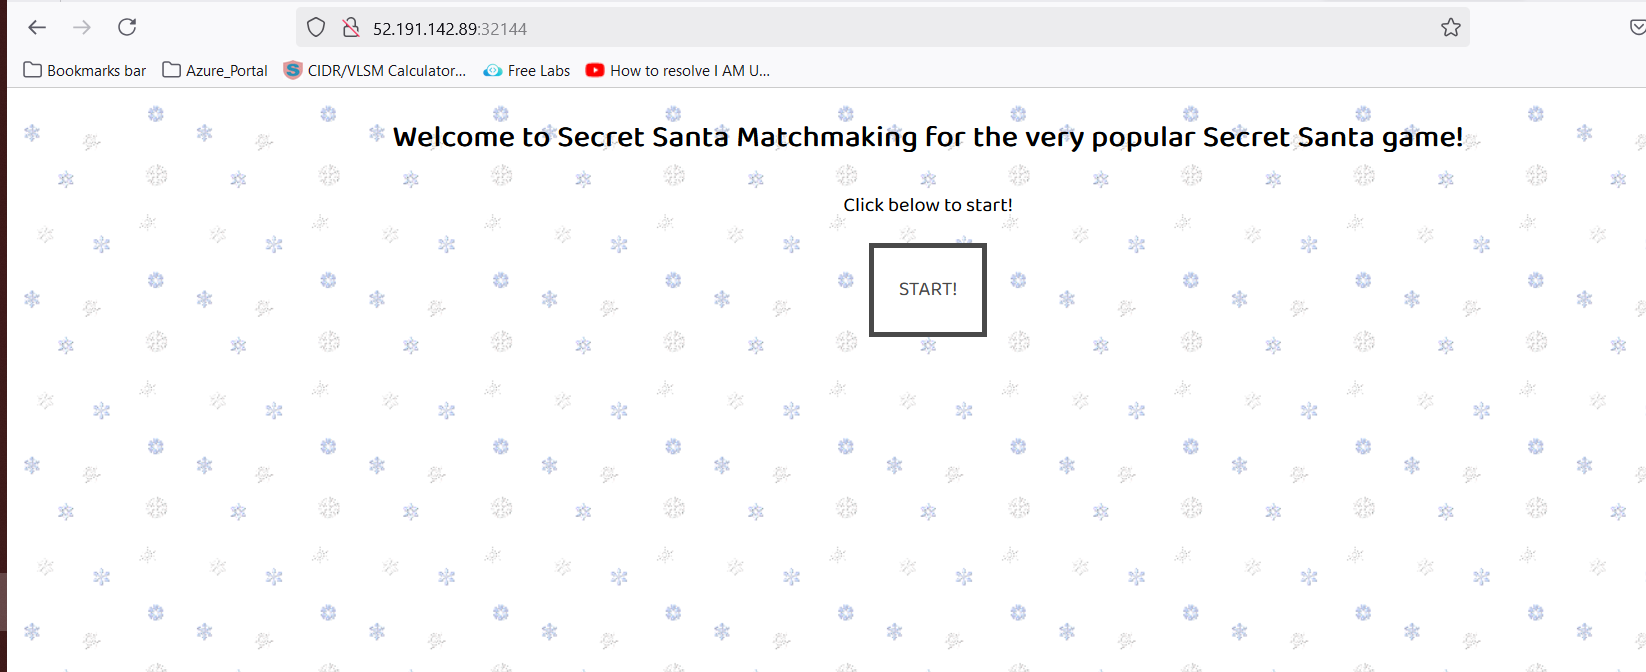 52.191.142.89:32144
Bookmarks bar Azure_Portal S CIDR/VLSM Calculator... Free Labs How to resolve I AM U...
Welcome to Secret Santa Matchmaking for the very popular Secret Santa game!
Click below to start!
START!